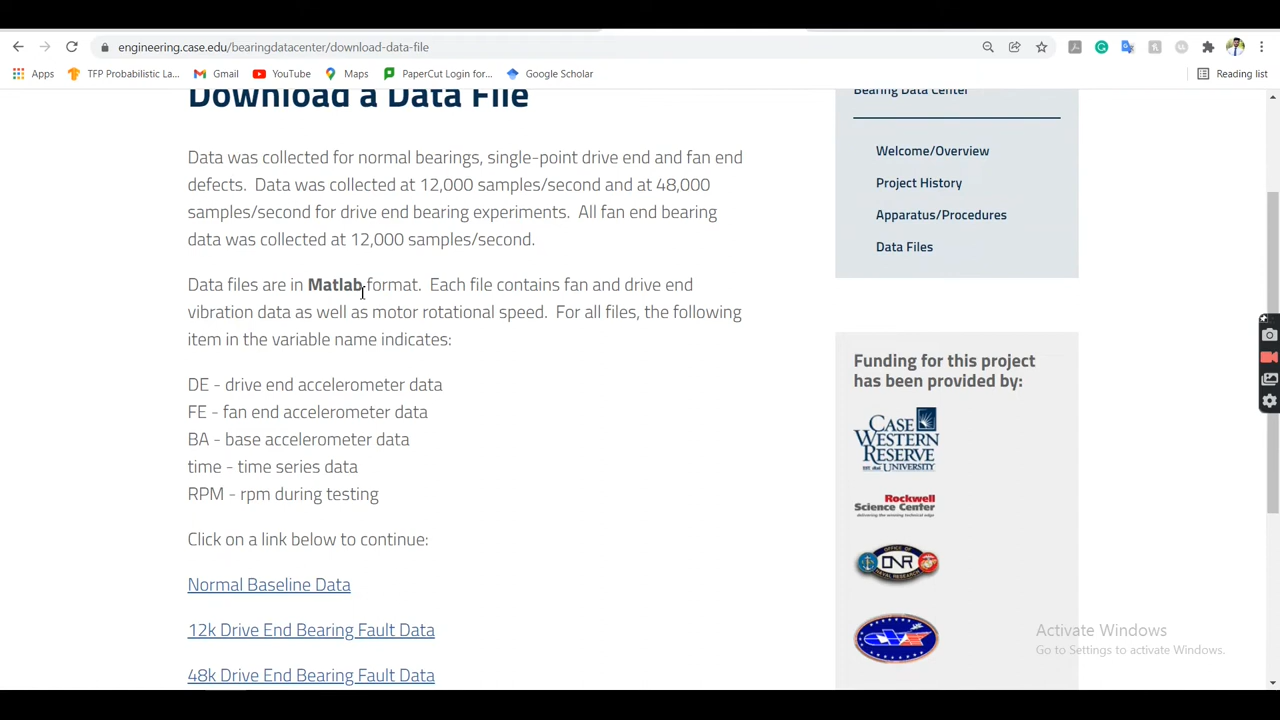 engineering.case.edu/bearingdatacenter/download-data-file
Apps
TFP Probabilistic La...
Gmail
YouTube
Maps
PaperCut Login for...
Google Scholar
Reading list
Download a Data File
Data was collected for normal bearings, single-point drive end and fan end
defects.  Data was collected at 12,000 samples/second and at 48,000
samples/second for drive end bearing experiments.  All fan end bearing
data was collected at 12,000 samples/second.
Data files are in Matlab format.  Each file contains fan and drive end
vibration data as well as motor rotational speed.  For all files, the following
item in the variable name indicates:
DE - drive end accelerometer data
FE - fan end accelerometer data
BA - base accelerometer data
time - time series data
RPM - rpm during testing
Click on a link below to continue:
Normal Baseline Data
12k Drive End Bearing Fault Data
48k Drive End Bearing Fault Data
Bearing Data Center
Welcome/Overview
Project History
Apparatus/Procedures
Data Files
Funding for this project
has been provided by:
CASE
WESTERN
RESERVE
UNIVERSITY
Rockwell
Science Center
ONR
Activate Windows
Go to Settings to activate Windows.